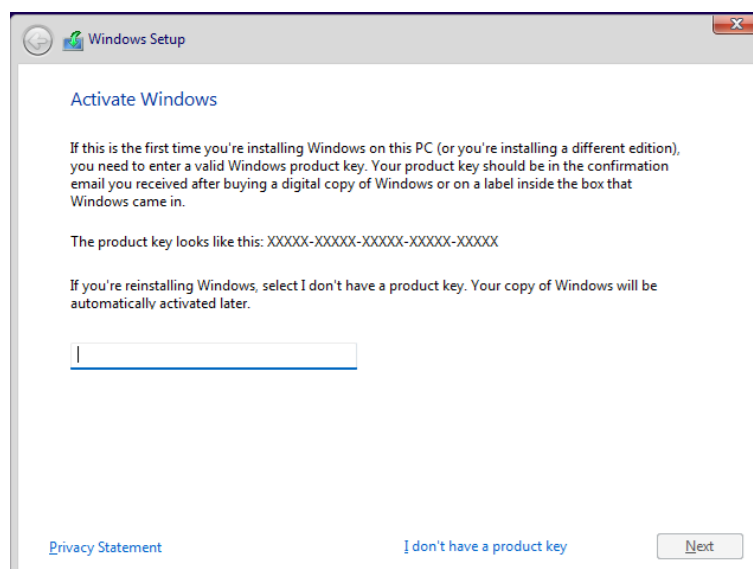 Windows Setup
Activate Windows
If this is the first time you're installing Windows on this PC (or you're installing a different edition),
you need to enter a valid Windows product key. Your product key should be in the confirmation
email you received after buying a digital copy of Windows or on a label inside the box that
Windows came in.
The product key looks like this: XXXXX-XXXXX-XXXXX-XXXXX-XXXXX
If you're reinstalling Windows, select I don't have a product key. Your copy of Windows will be
automatically activated later.
Privacy Statement I don't have a product key Next